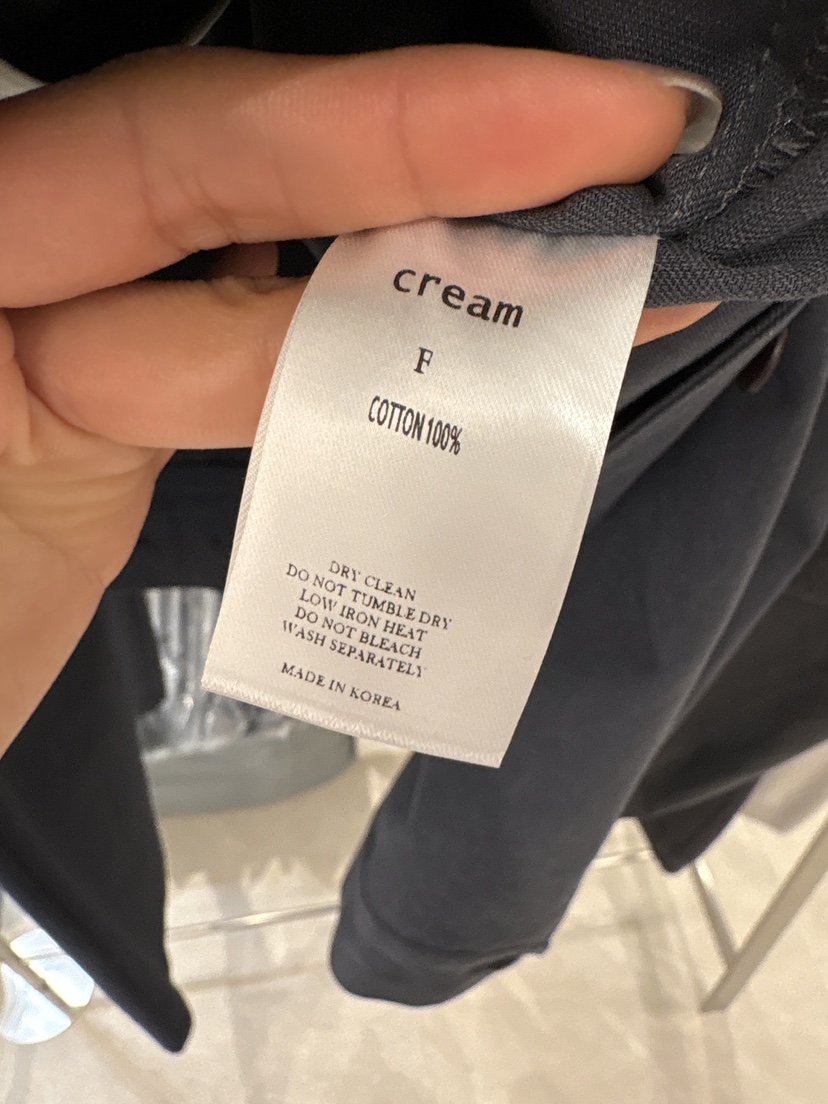 cream
F
COTTON 100%
DRY CLEAN
DO NOT TUMBLE DRY
LOW IRON HEAT
DO NOT BLEACH
WASH SEPARATELY
MADE IN KOREA